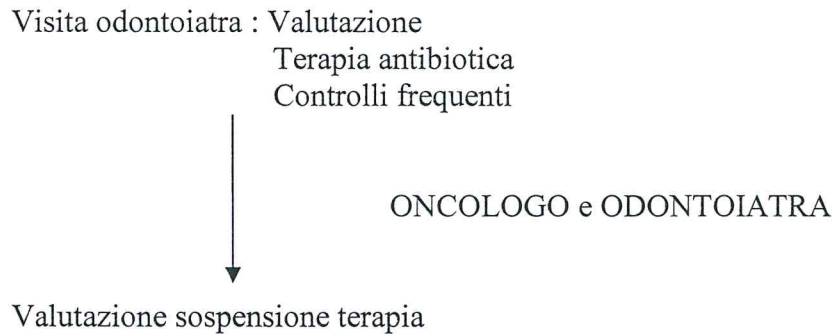 Visita odontoiatra : Valutazione
Terapia antibiotica
Controlli frequenti
ONCOLOGO e ODONTOIATRA
Valutazione sospensione terapia